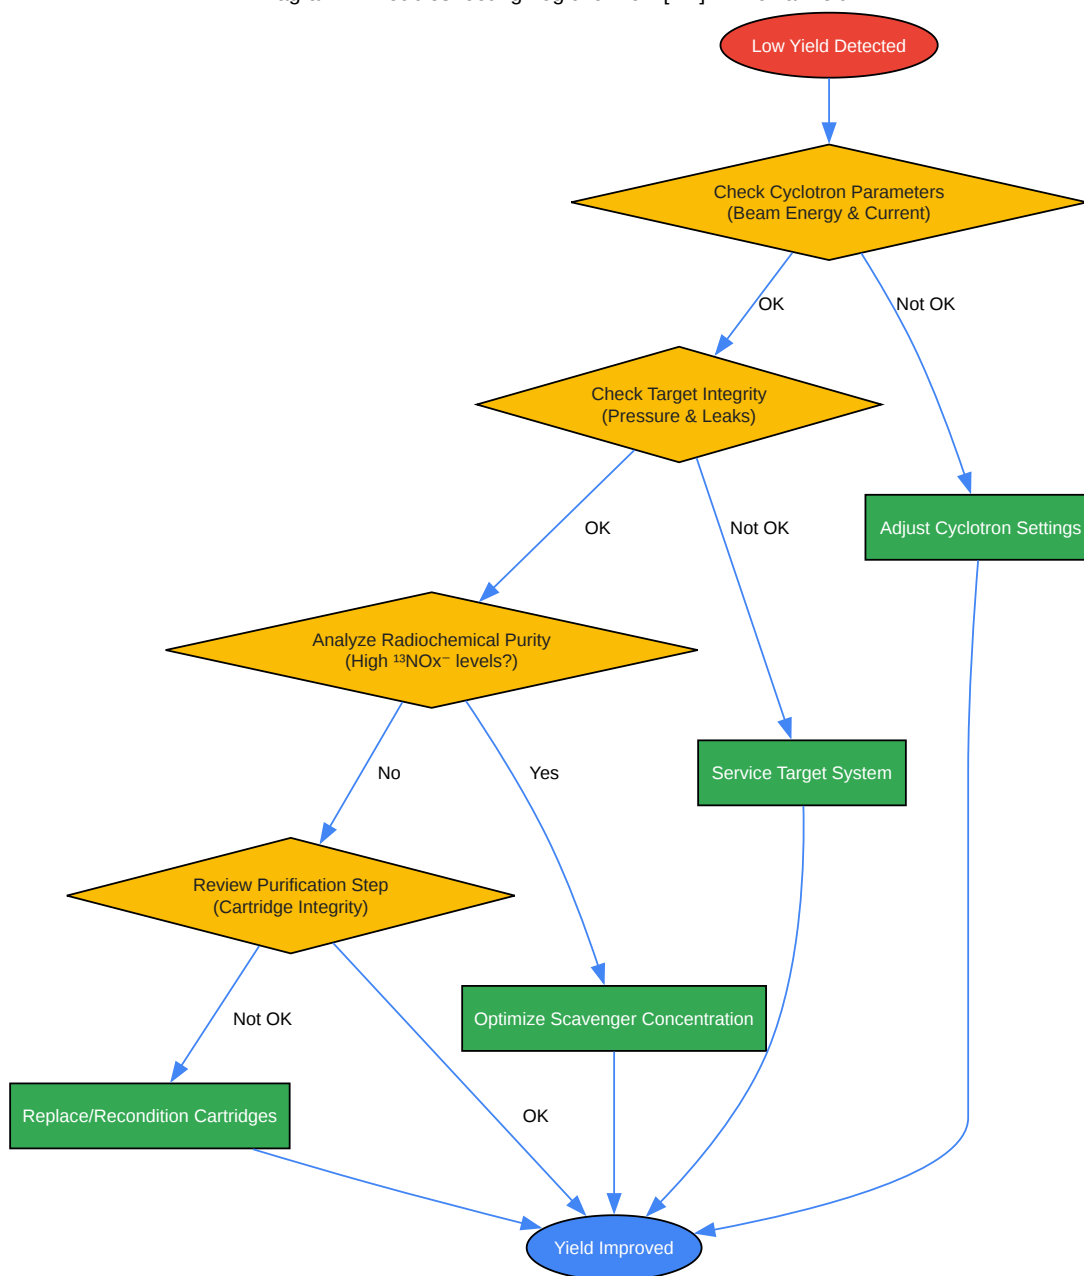 Low Yield Detected
Check Cyclotron Parameters
(Beam Energy & Current)
OK
Not OK
Check Target Integrity
(Pressure & Leaks)
OK
Not OK
Adjust Cyclotron Settings
Analyze Radiochemical Purity
(High ¹³NOx⁻ levels?)
No
Yes
Service Target System
Review Purification Step
(Cartridge Integrity)
Not OK
Optimize Scavenger Concentration
Replace/Recondition Cartridges
OK
Yield Improved